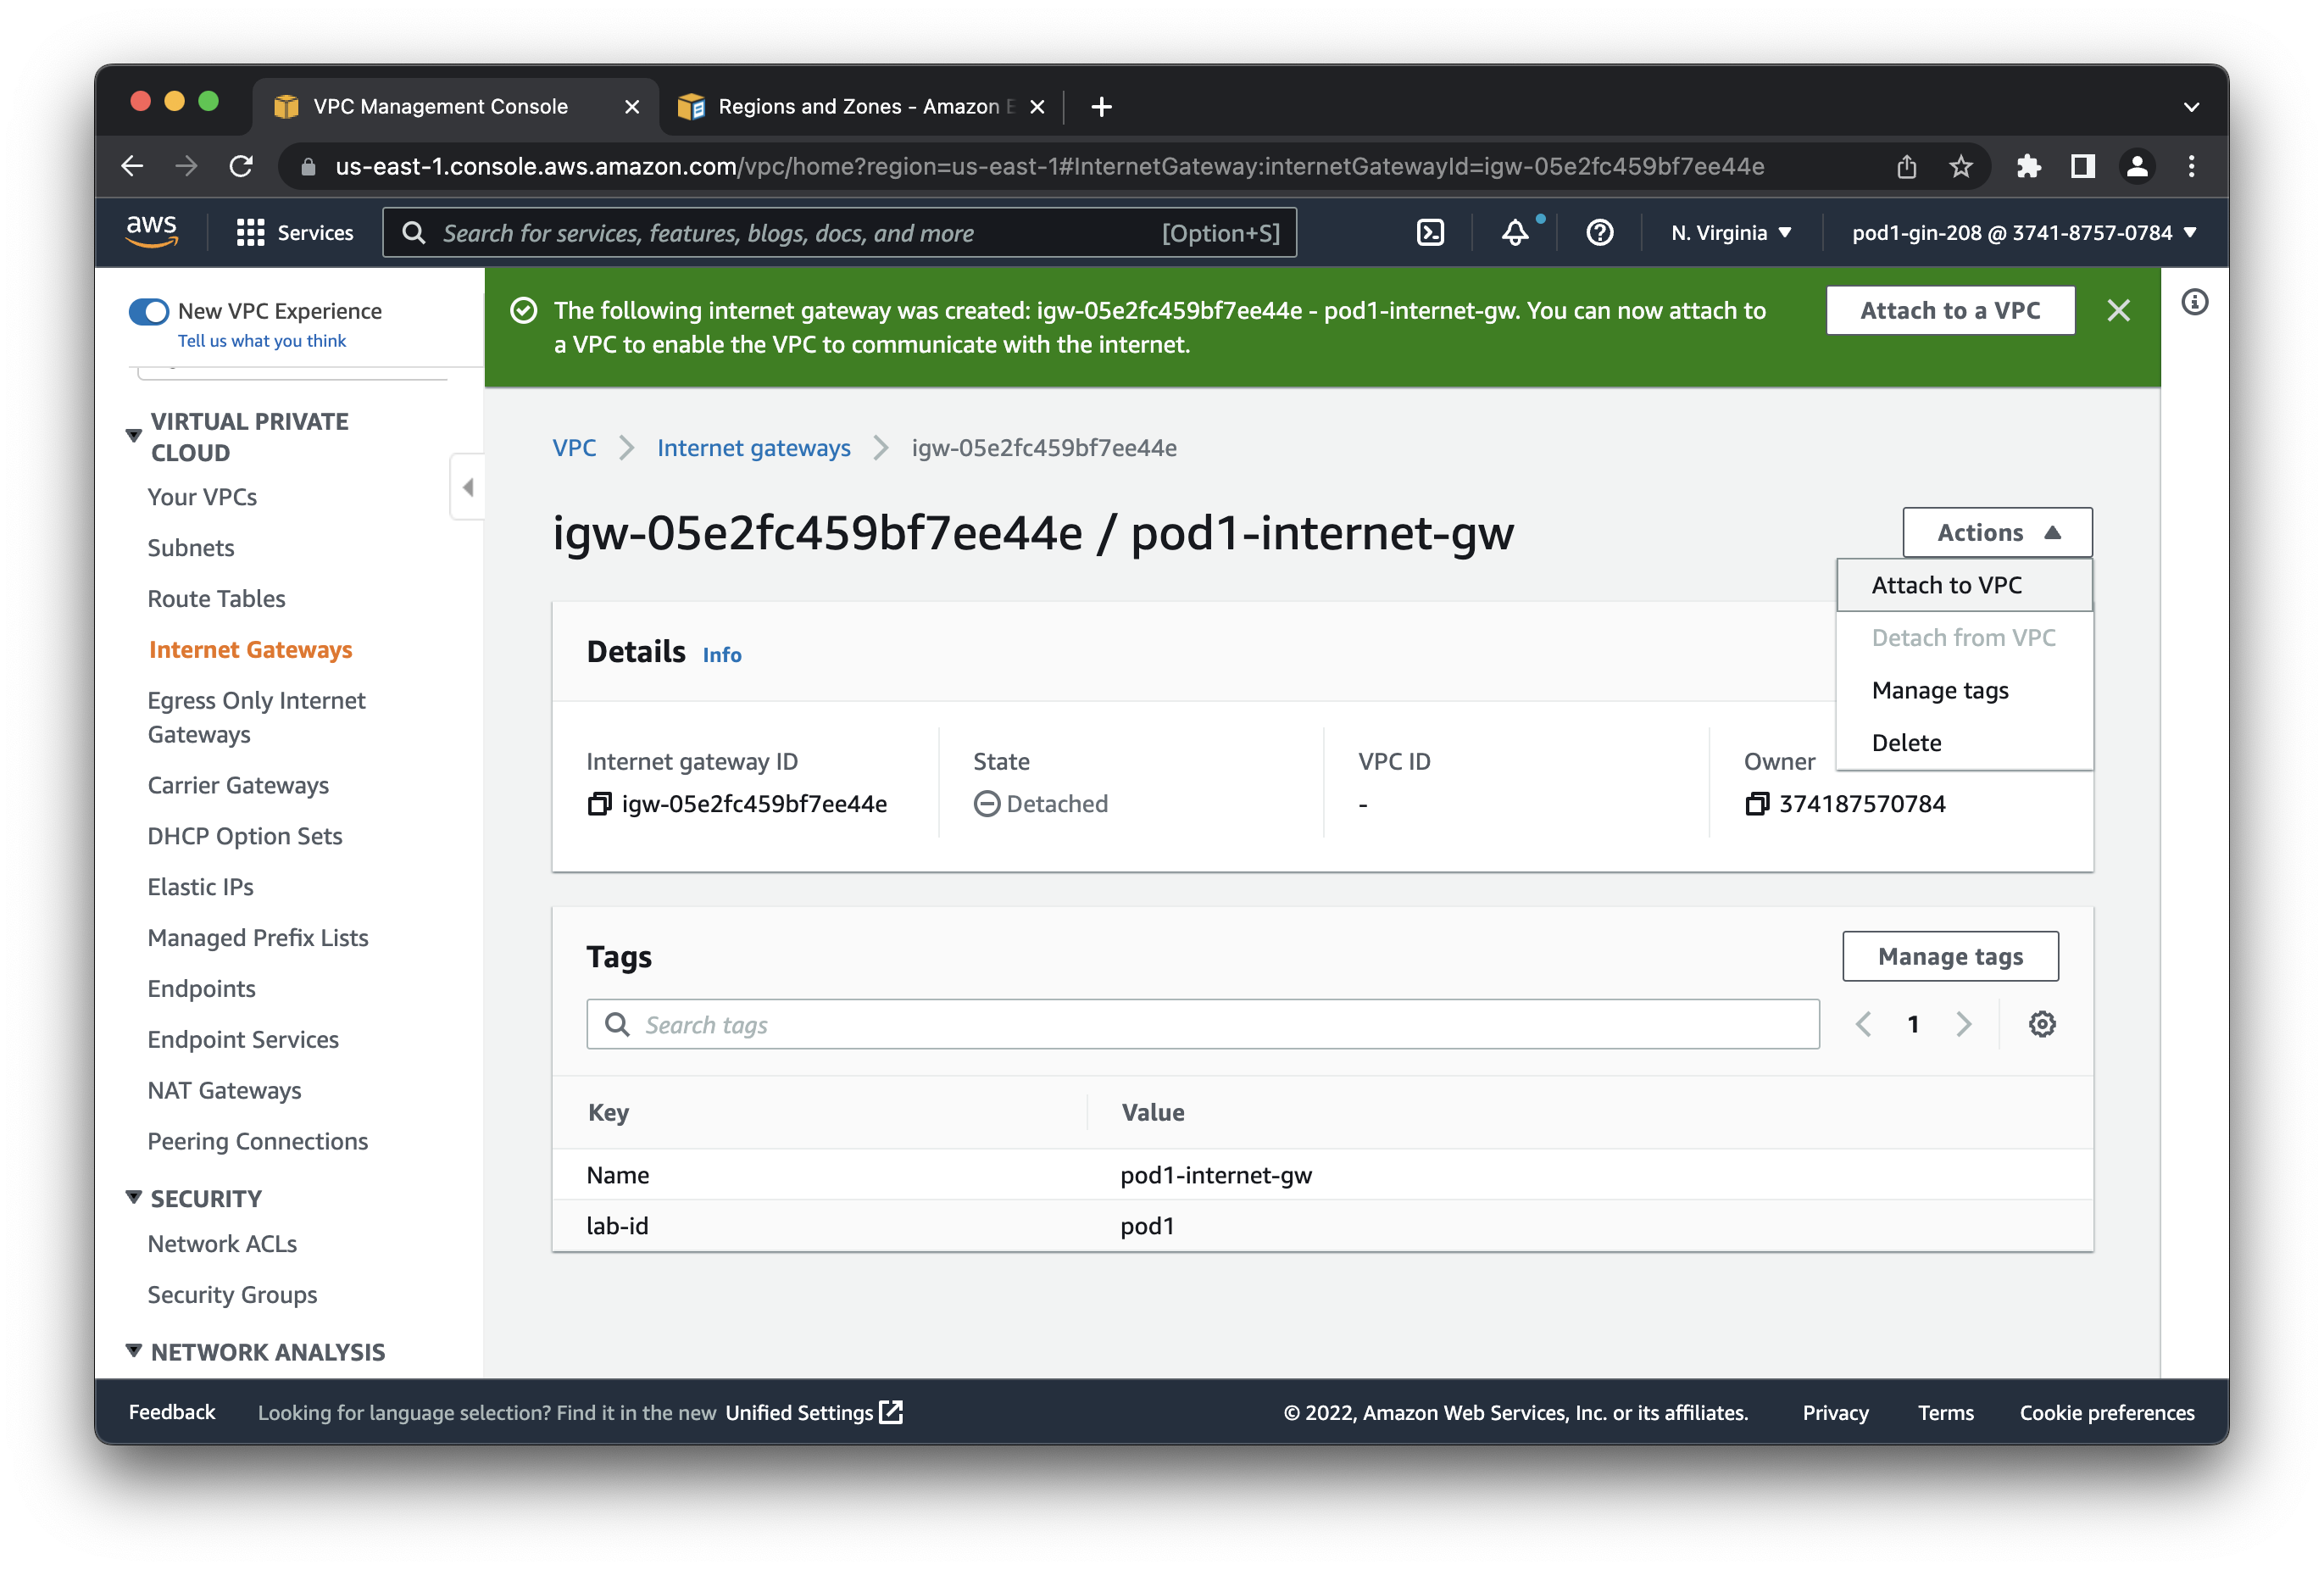 VPC Management Console
Regions and Zones - Amazon E
us-east-1.console.aws.amazon.com/vpc/home?region=us-east-1#InternetGateway:internetGatewayId=igw-05e2fc459bf7ee44e
aws
Services
Search for services, features, blogs, docs, and more
[Option+S]
N. Virginia
pod1-gin-208 @ 3741-8757-0784
New VPC Experience
Tell us what you think
VIRTUAL PRIVATE
CLOUD
Your VPCs
Subnets
Route Tables
Internet Gateways
Egress Only Internet
Gateways
Carrier Gateways
DHCP Option Sets
Elastic IPs
Managed Prefix Lists
Endpoints
Endpoint Services
NAT Gateways
Peering Connections
SECURITY
Network ACLs
Security Groups
NETWORK ANALYSIS
The following internet gateway was created: igw-05e2fc459bf7ee44e - pod1-internet-gw. You can now attach to
a VPC to enable the VPC to communicate with the internet.
Attach to a VPC
VPC
Internet gateways
igw-05e2fc459bf7ee44e
igw-05e2fc459bf7ee44e / pod1-internet-gw
Actions
Attach to VPC
Detach from VPC
Manage tags
Delete
Details
Info
Internet gateway ID
igw-05e2fc459bf7ee44e
State
Detached
VPC ID
-
Owner
374187570784
Tags
Manage tags
Search tags
1
Key
Value
Name
pod1-internet-gw
lab-id
pod1
Feedback
Looking for language selection? Find it in the new Unified Settings
© 2022, Amazon Web Services, Inc. or its affiliates.
Privacy
Terms
Cookie preferences